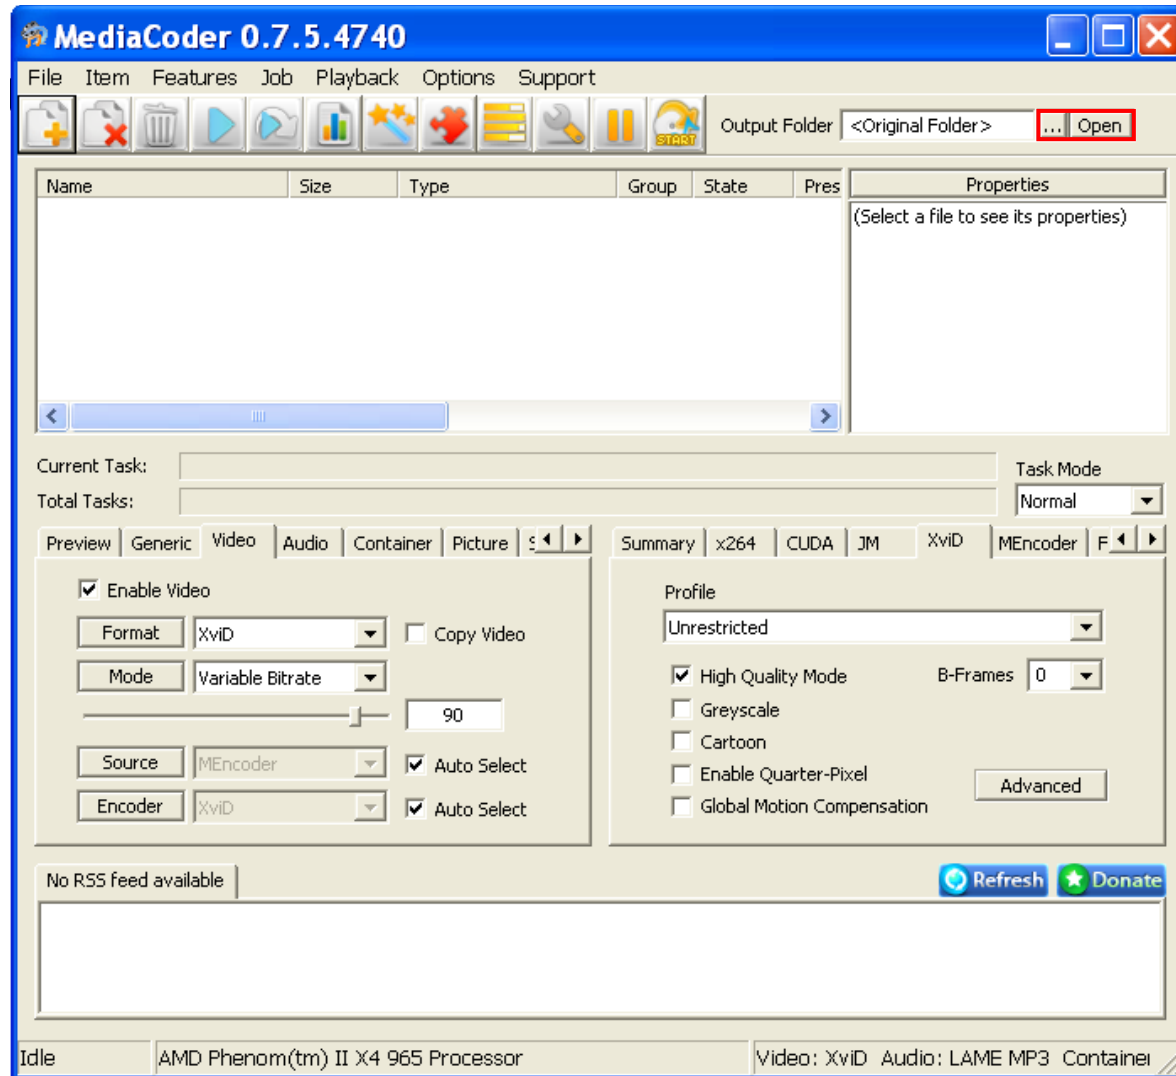 MediaCoder 0.7.5.4740
File Item Features Job Playback Options Support
START
Output Folder <Original Folder> ... Open
Name Size Type Group State Pres Properties
(Select a file to see its properties)
Current Task:
Task Mode
Total Tasks:
Normal
Preview Generic Video Audio Container Picture S
Summary x264 CUDA JM XviD MEncoder F
Enable Video
Format XviD Copy Video
Mode Variable Bitrate
90
Source MEncoder Auto Select
Encoder XviD Auto Select
Profile
Unrestricted
High Quality Mode B-Frames 0
Greyscale
Cartoon
Enable Quarter-Pixel
Advanced
Global Motion Compensation
No RSS feed available Refresh Donate
Idle AMD Phenom(tm) II X4 965 Processor Video: XviD Audio: LAME MP3 Container